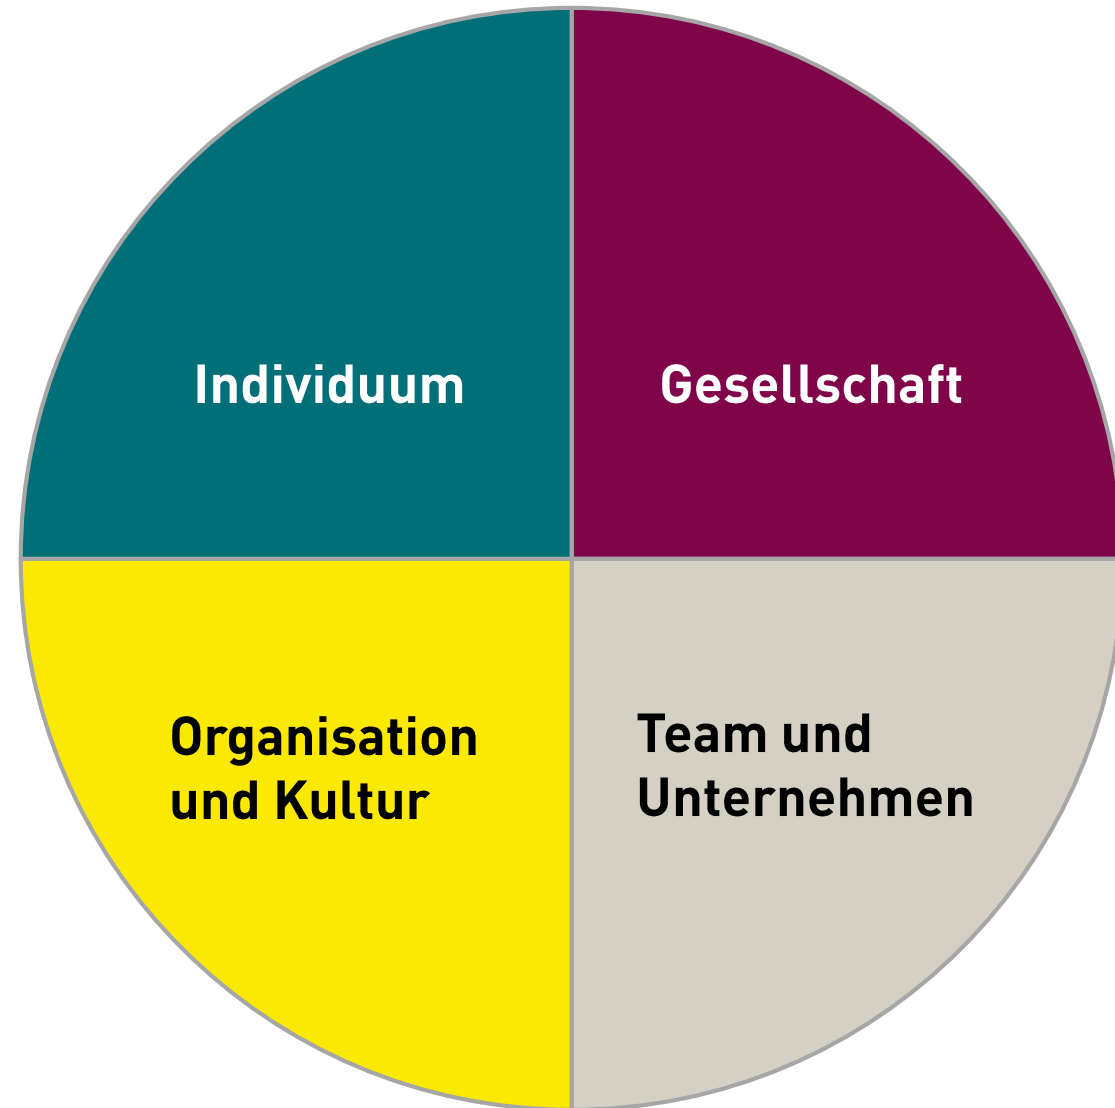 Individuum
Gesellschaft
Organisation
und Kultur
Team und
Unternehmen